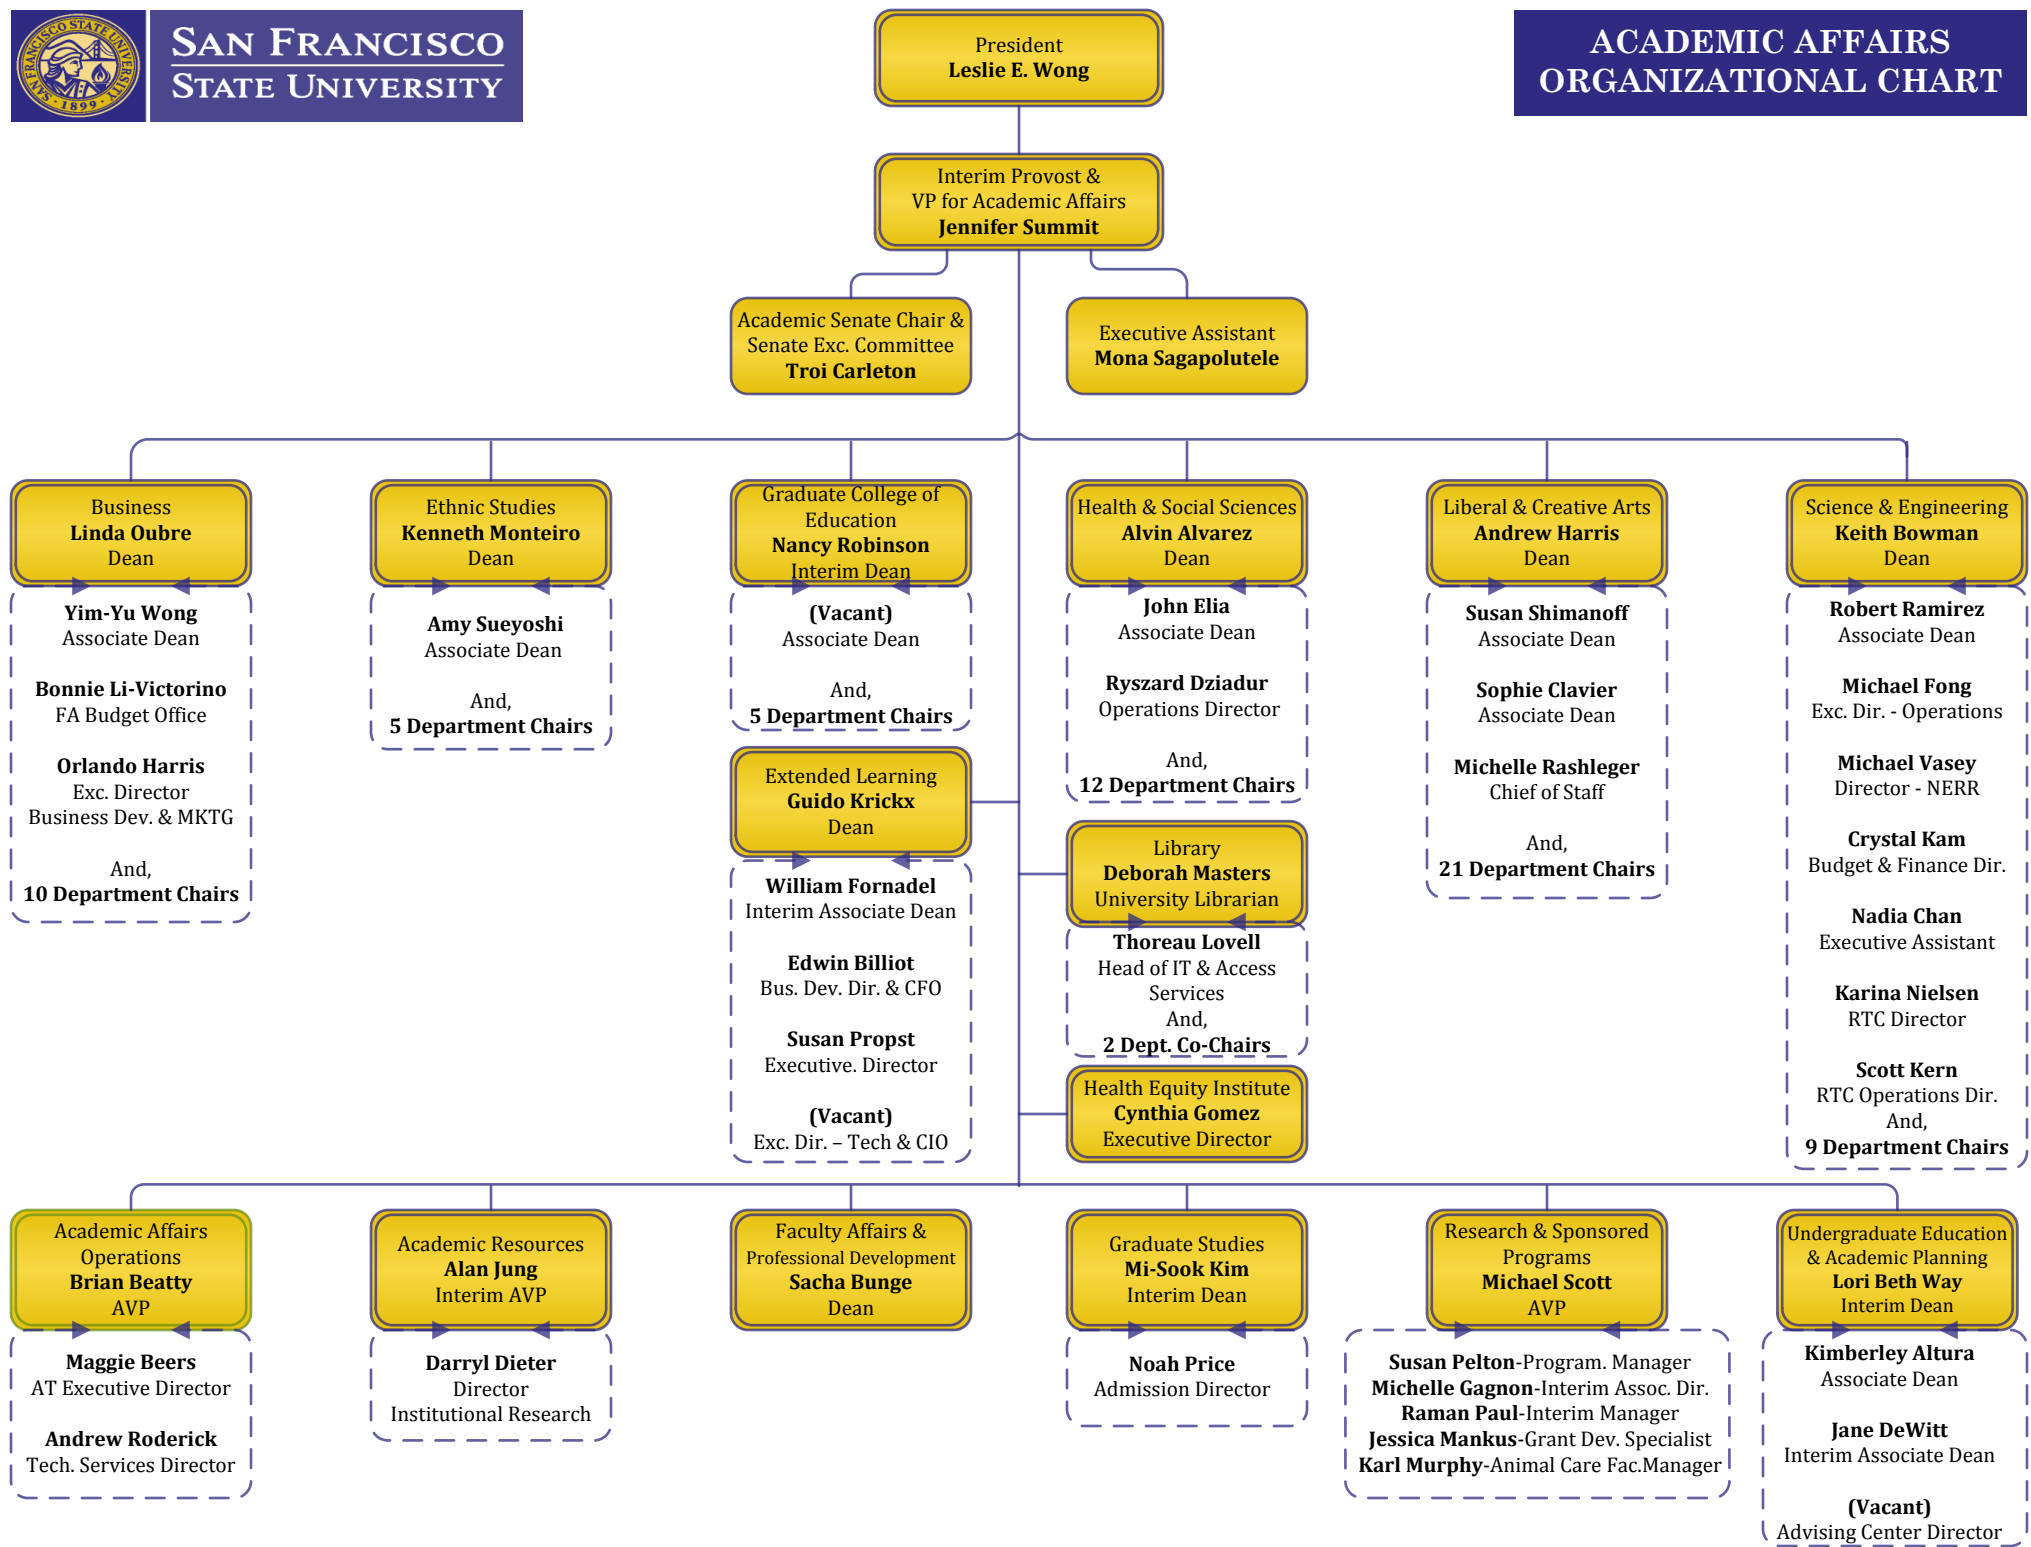 SAN FRANCISCO
STATE UNIVERSITY
SAN FRANCISCO STATE UNIVERSITY
· 1899 ·
ACADEMIC AFFAIRS
ORGANIZATIONAL CHART
President
Leslie E. Wong
Interim Provost &
VP for Academic Affairs
Jennifer Summit
Academic Senate Chair &
Senate Exc. Committee
Troi Carleton
Executive Assistant
Mona Sagapolutele
Business
Linda Oubre
Dean
Yim-Yu Wong
Associate Dean
Bonnie Li-Victorino
FA Budget Office
Orlando Harris
Exc. Director
Business Dev. & MKTG
And,
10 Department Chairs
Ethnic Studies
Kenneth Monteiro
Dean
Amy Sueyoshi
Associate Dean
And,
5 Department Chairs
Graduate College of
Education
Nancy Robinson
Interim Dean
(Vacant)
Associate Dean
And,
5 Department Chairs
Extended Learning
Guido Krickx
Dean
William Fornadel
Interim Associate Dean
Edwin Billiot
Bus. Dev. Dir. & CFO
Susan Propst
Executive. Director
(Vacant)
Exc. Dir. – Tech & CIO
Health & Social Sciences
Alvin Alvarez
Dean
John Elia
Associate Dean
Ryszard Dziadur
Operations Director
And,
12 Department Chairs
Library
Deborah Masters
University Librarian
Thoreau Lovell
Head of IT & Access
Services
And,
2 Dept. Co-Chairs
Health Equity Institute
Cynthia Gomez
Executive Director
Liberal & Creative Arts
Andrew Harris
Dean
Susan Shimanoff
Associate Dean
Sophie Clavier
Associate Dean
Michelle Rashleger
Chief of Staff
And,
21 Department Chairs
Science & Engineering
Keith Bowman
Dean
Robert Ramirez
Associate Dean
Michael Fong
Exc. Dir. - Operations
Michael Vasey
Director - NERR
Crystal Kam
Budget & Finance Dir.
Nadia Chan
Executive Assistant
Karina Nielsen
RTC Director
Scott Kern
RTC Operations Dir.
And,
9 Department Chairs
Academic Affairs
Operations
Brian Beatty
AVP
Maggie Beers
AT Executive Director
Andrew Roderick
Tech. Services Director
Academic Resources
Alan Jung
Interim AVP
Darryl Dieter
Director
Institutional Research
Faculty Affairs &
Professional Development
Sacha Bunge
Dean
Graduate Studies
Mi-Sook Kim
Interim Dean
Noah Price
Admission Director
Research & Sponsored
Programs
Michael Scott
AVP
Susan Pelton-Program. Manager
Michelle Gagnon-Interim Assoc. Dir.
Raman Paul-Interim Manager
Jessica Mankus-Grant Dev. Specialist
Karl Murphy-Animal Care Fac.Manager
Undergraduate Education
& Academic Planning
Lori Beth Way
Interim Dean
Kimberley Altura
Associate Dean
Jane DeWitt
Interim Associate Dean
(Vacant)
Advising Center Director